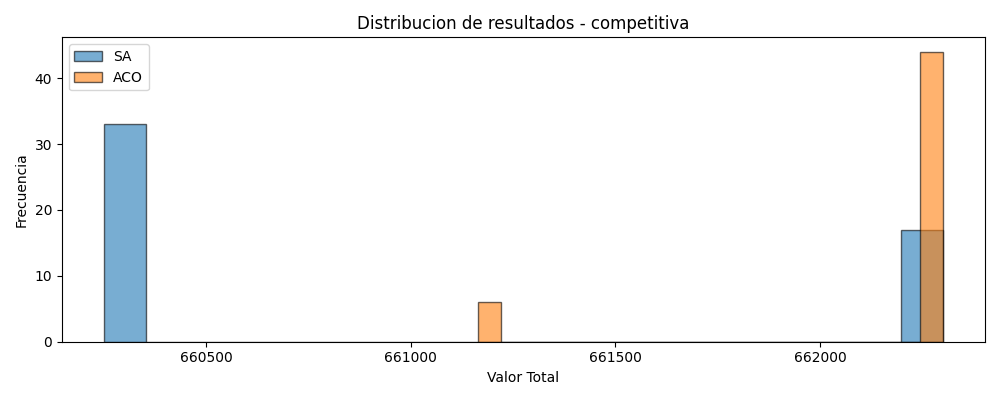 Distribucion de resultados - competitiva
SA
ACO
Frecuencia
40
30
20
10
0
660500 661000 661500 662000
Valor Total